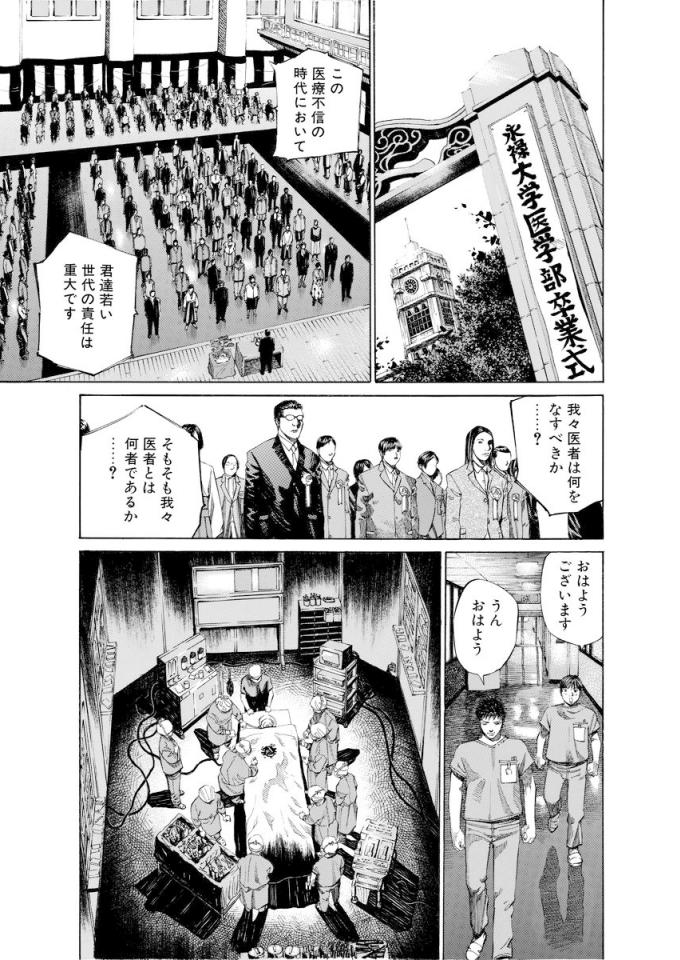 永禄大学医学部卒業式
この
医療不信の
時代において
君達若い
世代の責任は
重大です
我々医者は何を
なすべきか
……？
そもそも我々
医者とは
何者であるか
……？
おはよう
ございます
うん
おはよう